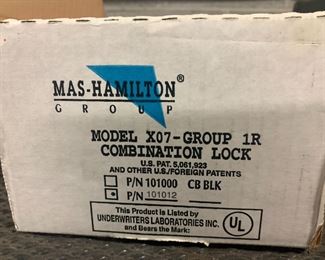 MAS-HAMILTON®
GROUP
MODEL X07-GROUP 1R
COMBINATION LOCK
U.S. PAT. 5,061,923
AND OTHER U.S./FOREIGN PATENTS
P/N 101000 CB BLK
P/N 101012
This Product is Listed by
UNDERWRITERS LABORATORIES INC.
and Bears the Mark:
UL